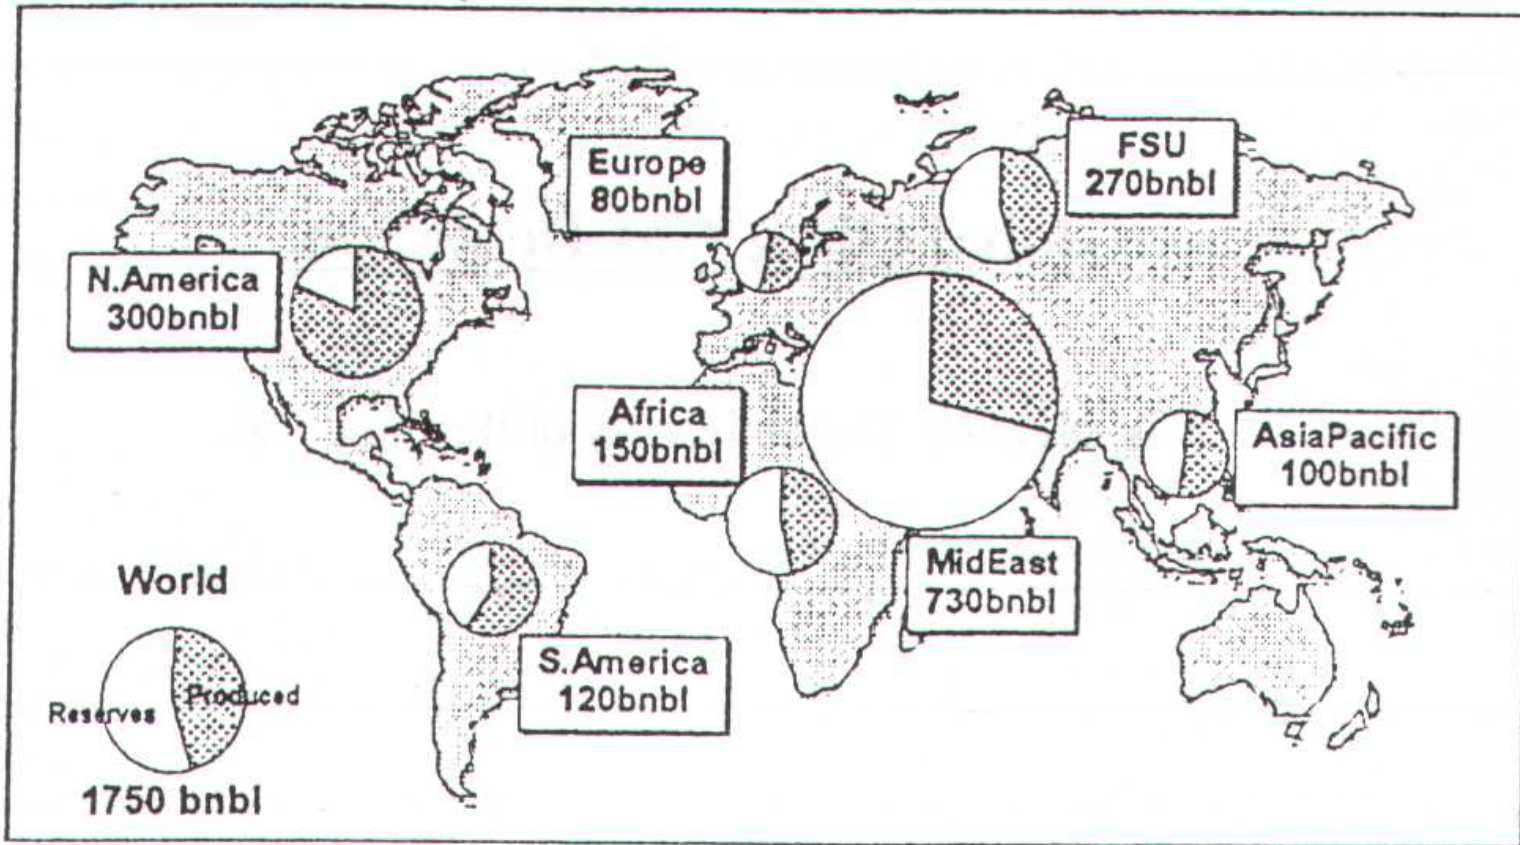 Europe
80bnbl
FSU
270bnbl
N.America
300bnbl
Africa
150bnbl
AsiaPacific
100bnbl
MidEast
730bnbl
World
S.America
120bnbl
Reserves
Produced
1750 bnbl